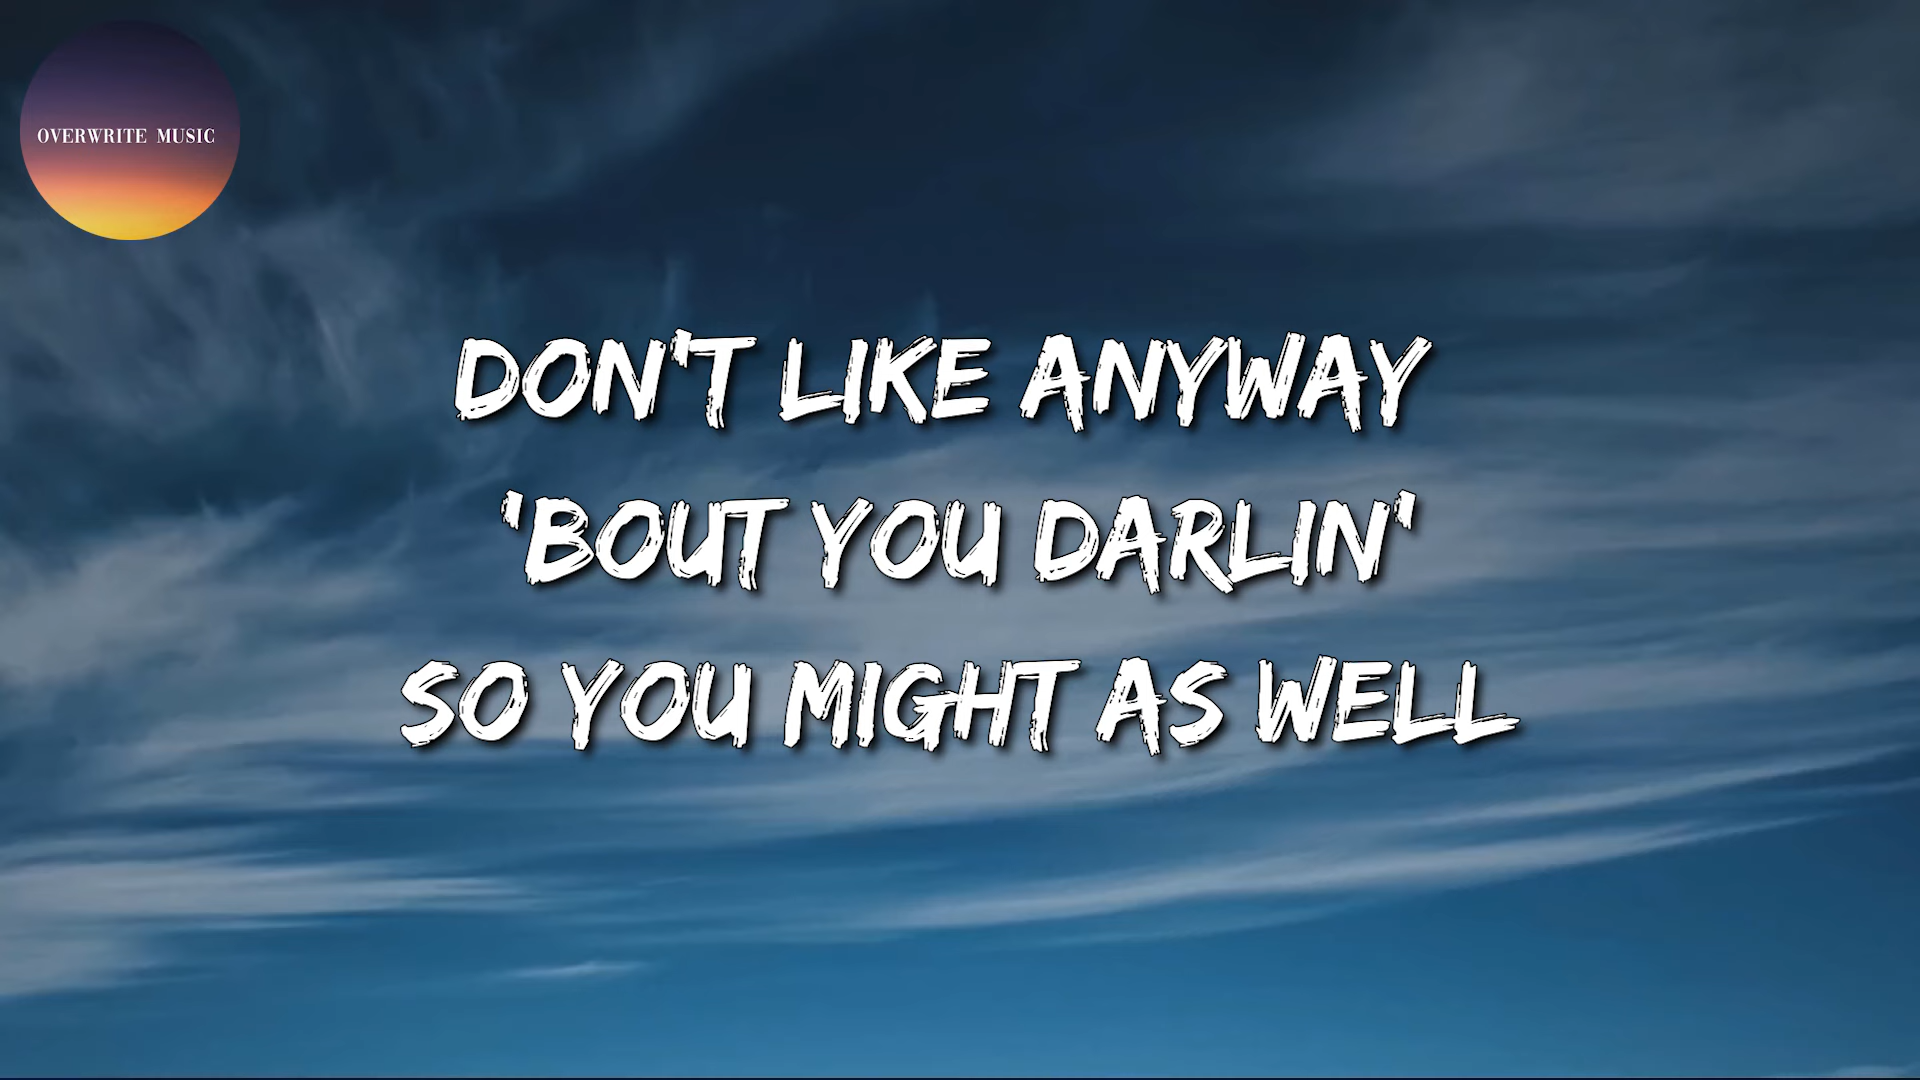 OVERWRITE MUSIC
DON'T LIKE ANYWAY
'BOUT YOU DARLIN'
SO YOU MIGHT AS WELL